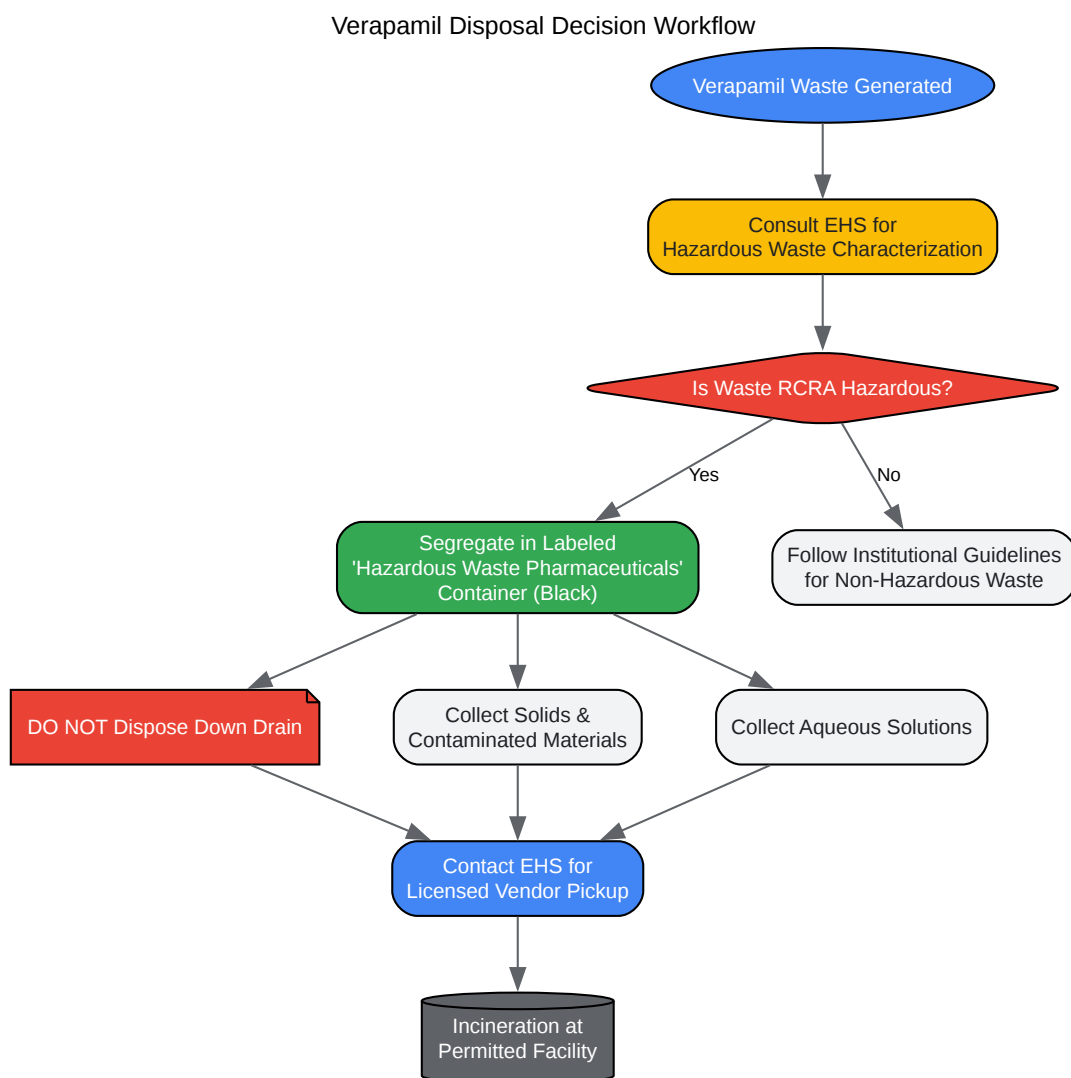 Verapamil Disposal Decision Workflow
Verapamil Waste Generated
Consult EHS for
Hazardous Waste Characterization
Is Waste RCRA Hazardous?
Yes
No
Segregate in Labeled
'Hazardous Waste Pharmaceuticals'
Container (Black)
Follow Institutional Guidelines
for Non-Hazardous Waste
DO NOT Dispose Down Drain
Collect Solids &
Contaminated Materials
Collect Aqueous Solutions
Contact EHS for
Licensed Vendor Pickup
Incineration at
Permitted Facility